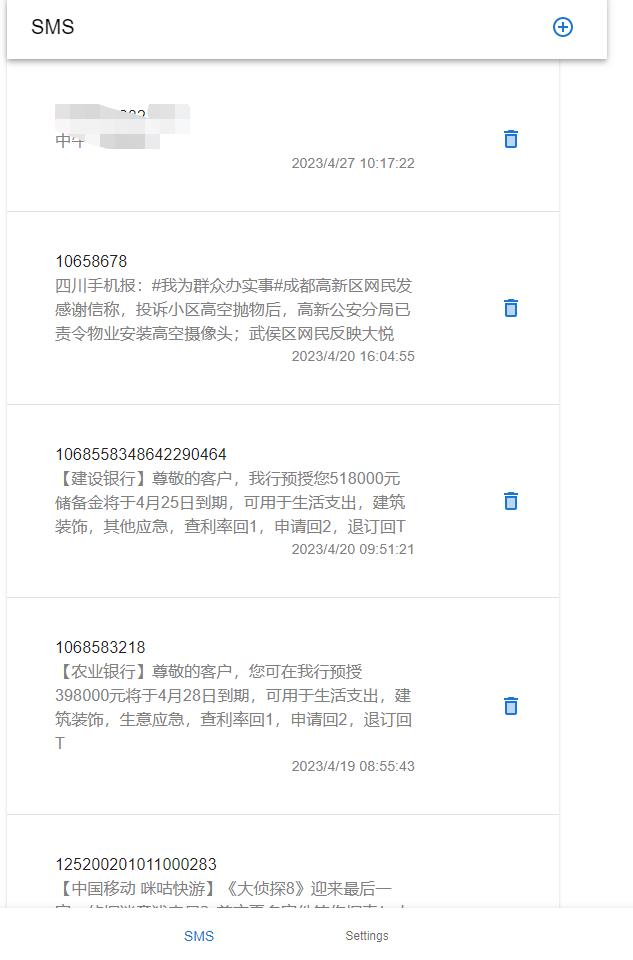 SMS
中午
2023/4/27 10:17:22
10658678
四川手机报：#我为群众办实事#成都高新区网民发
感谢信称，投诉小区高空抛物后，高新公安分局已
责令物业安装高空摄像头；武侯区网民反映大悦
2023/4/20 16:04:55
1068558348642290464
【建设银行】尊敬的客户，我行预授您518000元
储备金将于4月25日到期，可用于生活支出，建筑
装饰，其他应急，查利率回1，申请回2，退订回T
2023/4/20 09:51:21
1068583218
【农业银行】尊敬的客户，您可在我行预授
398000元将于4月28日到期，可用于生活支出，建
筑装饰，生意应急，查利率回1，申请回2，退订回
T
2023/4/19 08:55:43
125200201011000283
【中国移动 咪咕快游】《大侦探8》迎来最后一
SMS
Settings